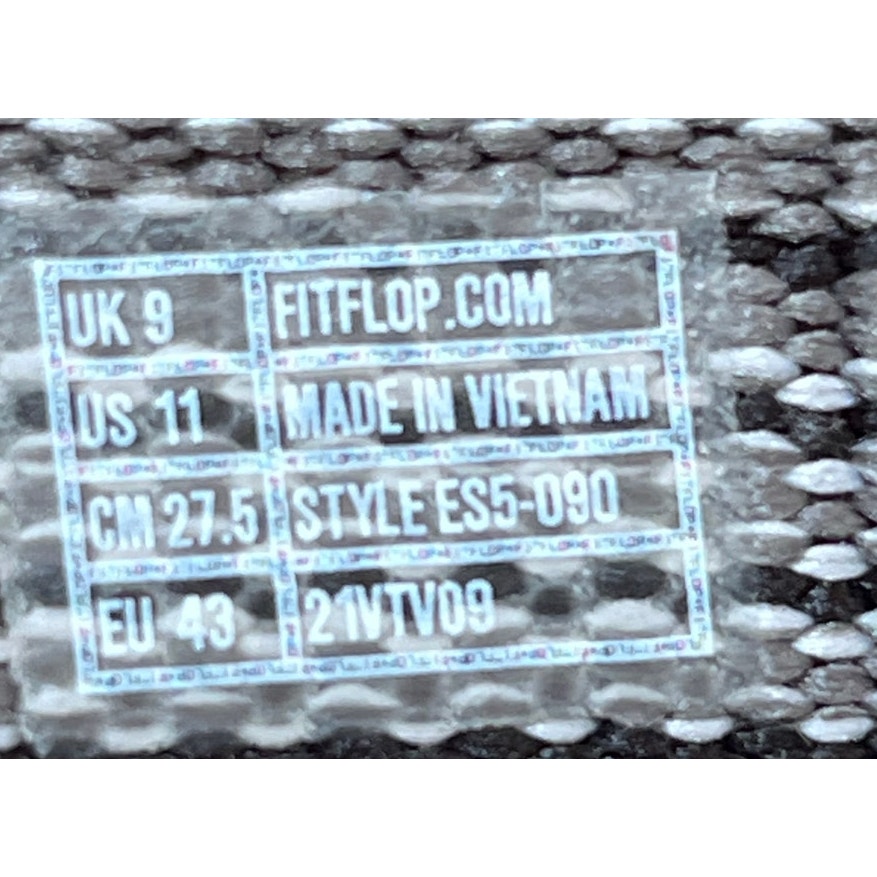 UK 9 FITFLOP.COM
US 11 MADE IN VIETNAM
CM 27.5 STYLE ES5-090
EU 43 21VTV09